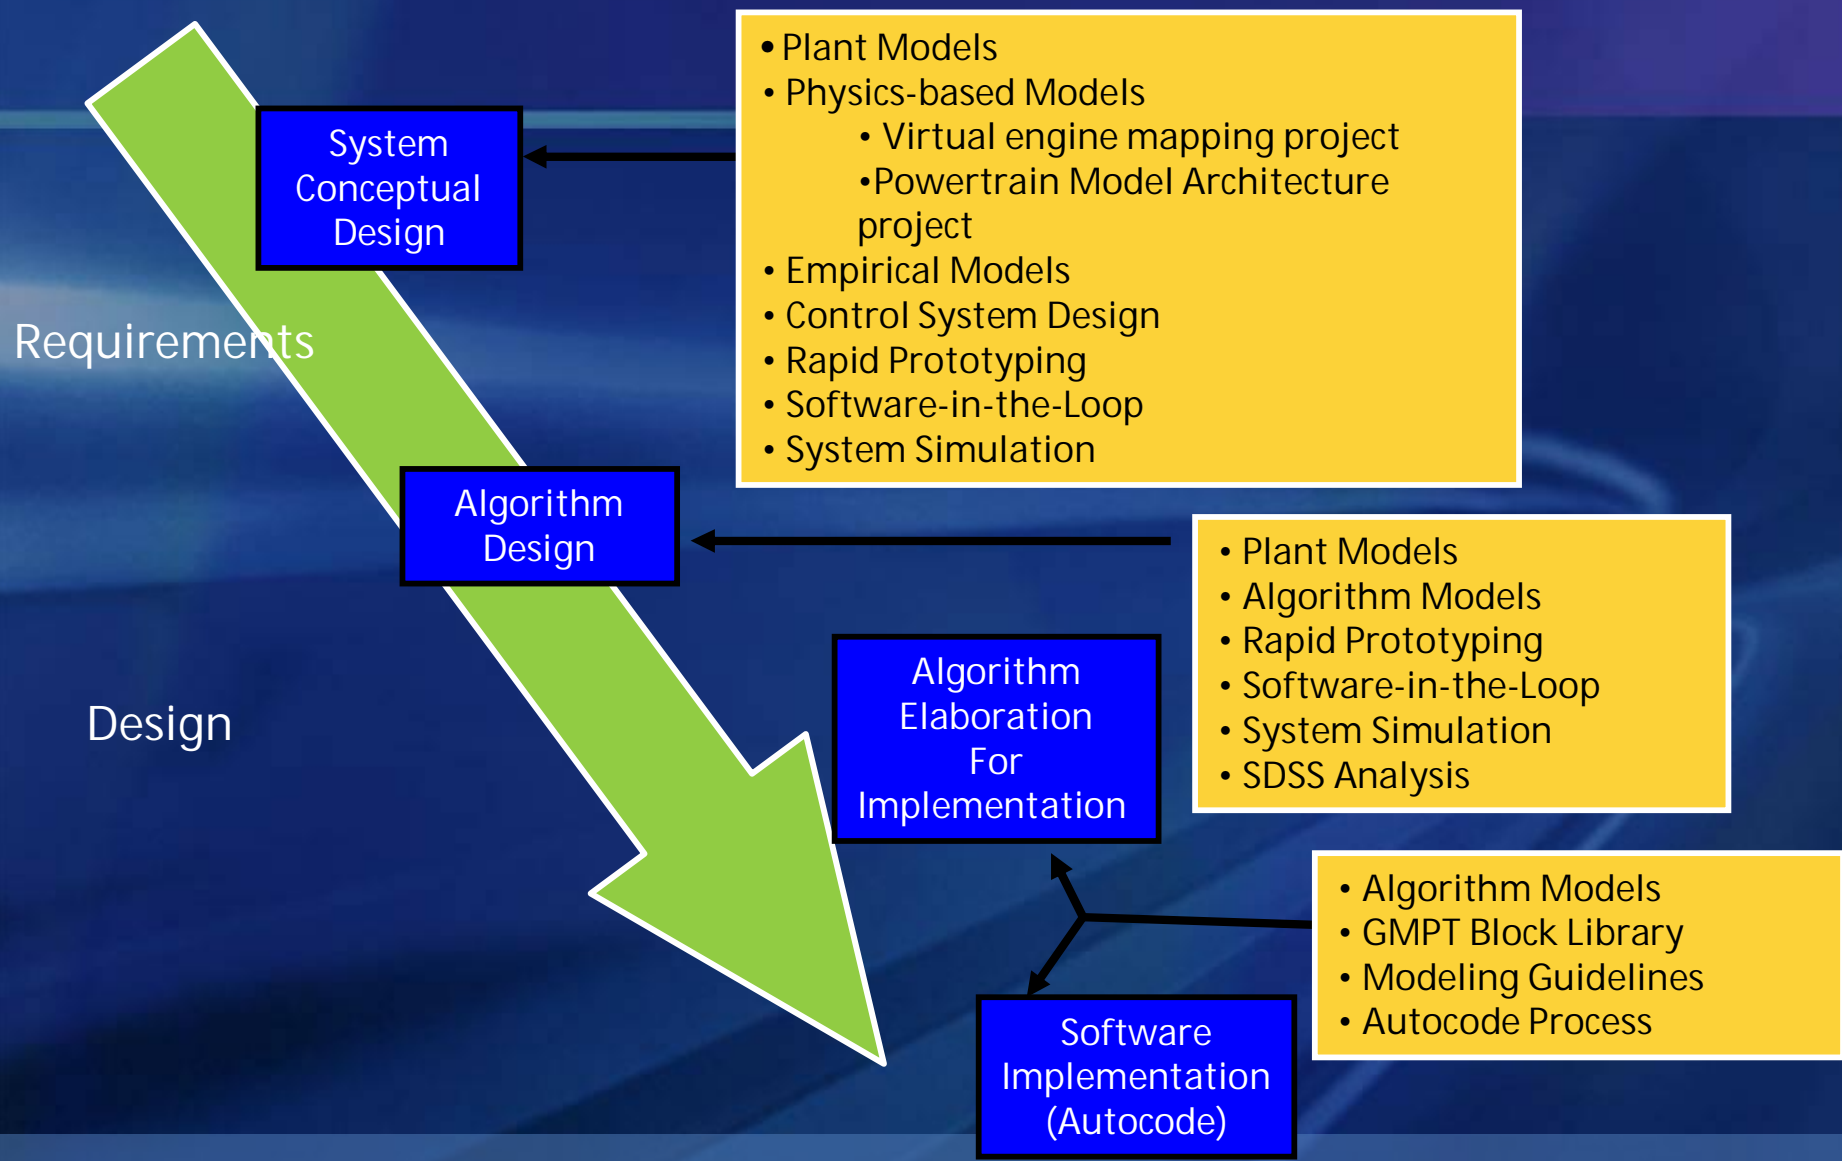 System
Conceptual
Design
• Plant Models
• Physics-based Models
• Virtual engine mapping project
•Powertrain Model Architecture
project
• Empirical Models
• Control System Design
• Rapid Prototyping
• Software-in-the-Loop
• System Simulation
Requirements
Algorithm
Design
• Plant Models
• Algorithm Models
• Rapid Prototyping
• Software-in-the-Loop
• System Simulation
• SDSS Analysis
Design
Algorithm
Elaboration
For
Implementation
• Algorithm Models
• GMPT Block Library
• Modeling Guidelines
• Autocode Process
Software
Implementation
(Autocode)